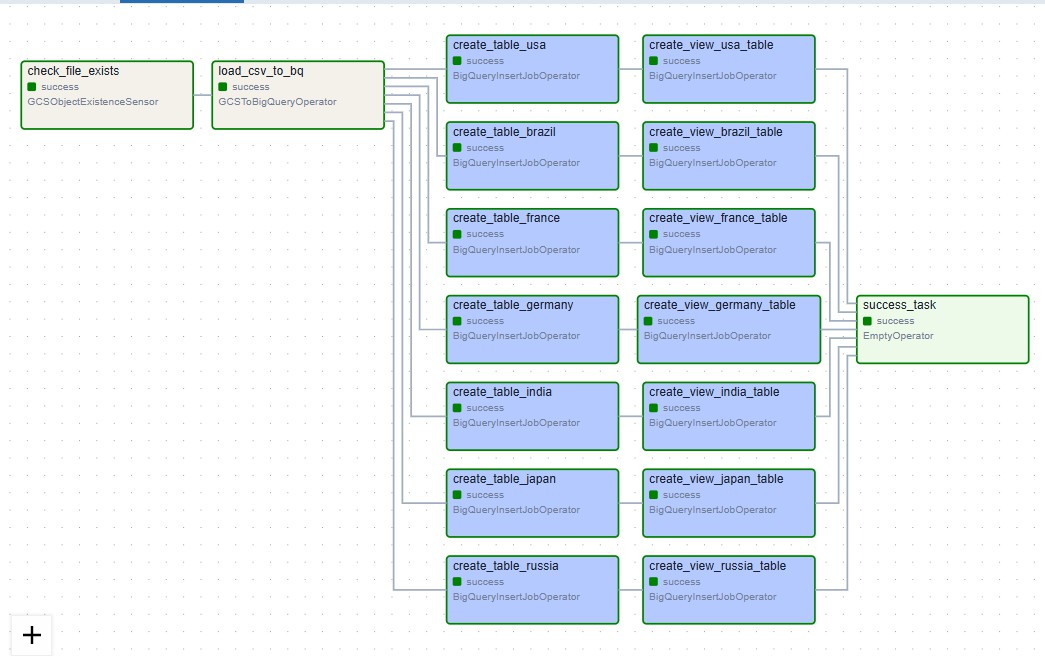 check_file_exists
success
GCSObjectExistenceSensor
load_csv_to_bq
success
GCSToBigQueryOperator
create_table_usa
success
BigQueryInsertJobOperator
create_view_usa_table
success
BigQueryInsertJobOperator
create_table_brazil
success
BigQueryInsertJobOperator
create_view_brazil_table
success
BigQueryInsertJobOperator
create_table_france
success
BigQueryInsertJobOperator
create_view_france_table
success
BigQueryInsertJobOperator
create_table_germany
success
BigQueryInsertJobOperator
create_view_germany_table
success
BigQueryInsertJobOperator
success_task
success
EmptyOperator
create_table_india
success
BigQueryInsertJobOperator
create_view_india_table
success
BigQueryInsertJobOperator
create_table_japan
success
BigQueryInsertJobOperator
create_view_japan_table
success
BigQueryInsertJobOperator
create_table_russia
success
BigQueryInsertJobOperator
create_view_russia_table
success
BigQueryInsertJobOperator